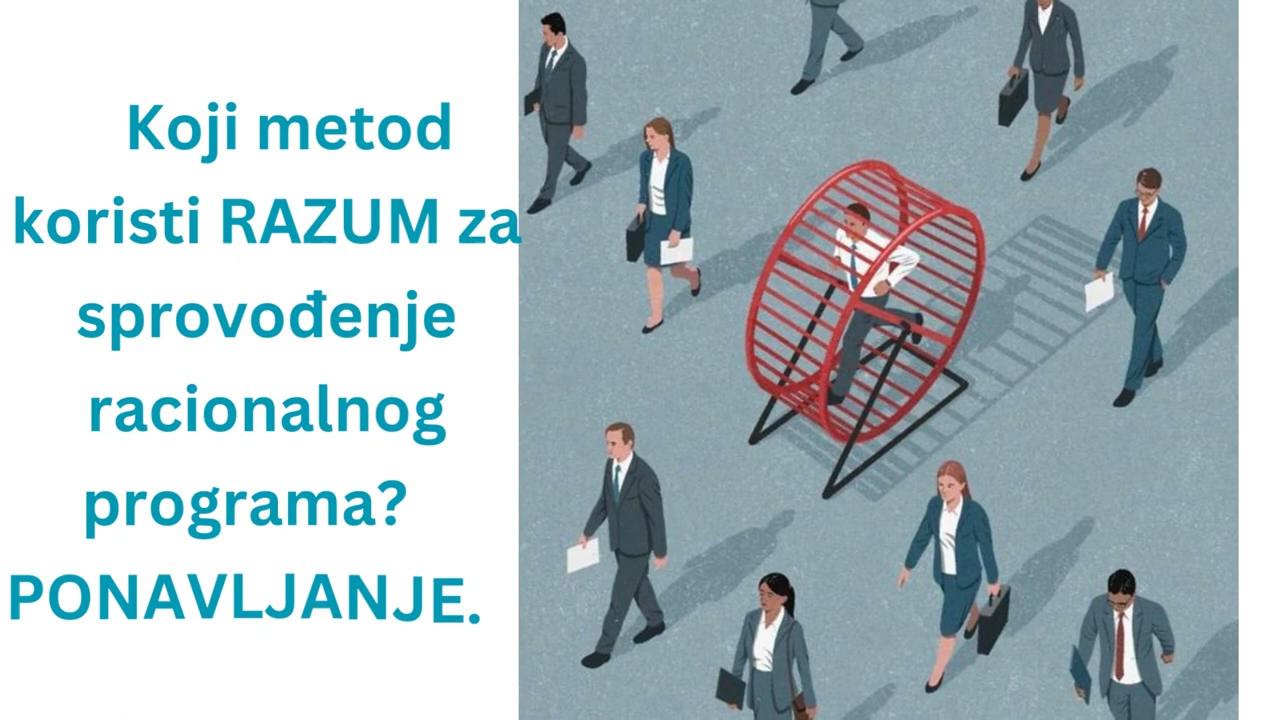 Koji metod
koristi RAZUM za
sprovođenje
racionalnog
programa?
PONAVLJANJE.